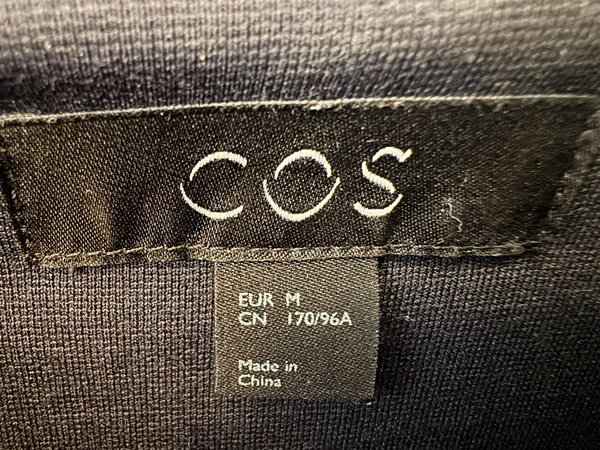 COS
EUR M
CN 170/96A
Made in
China